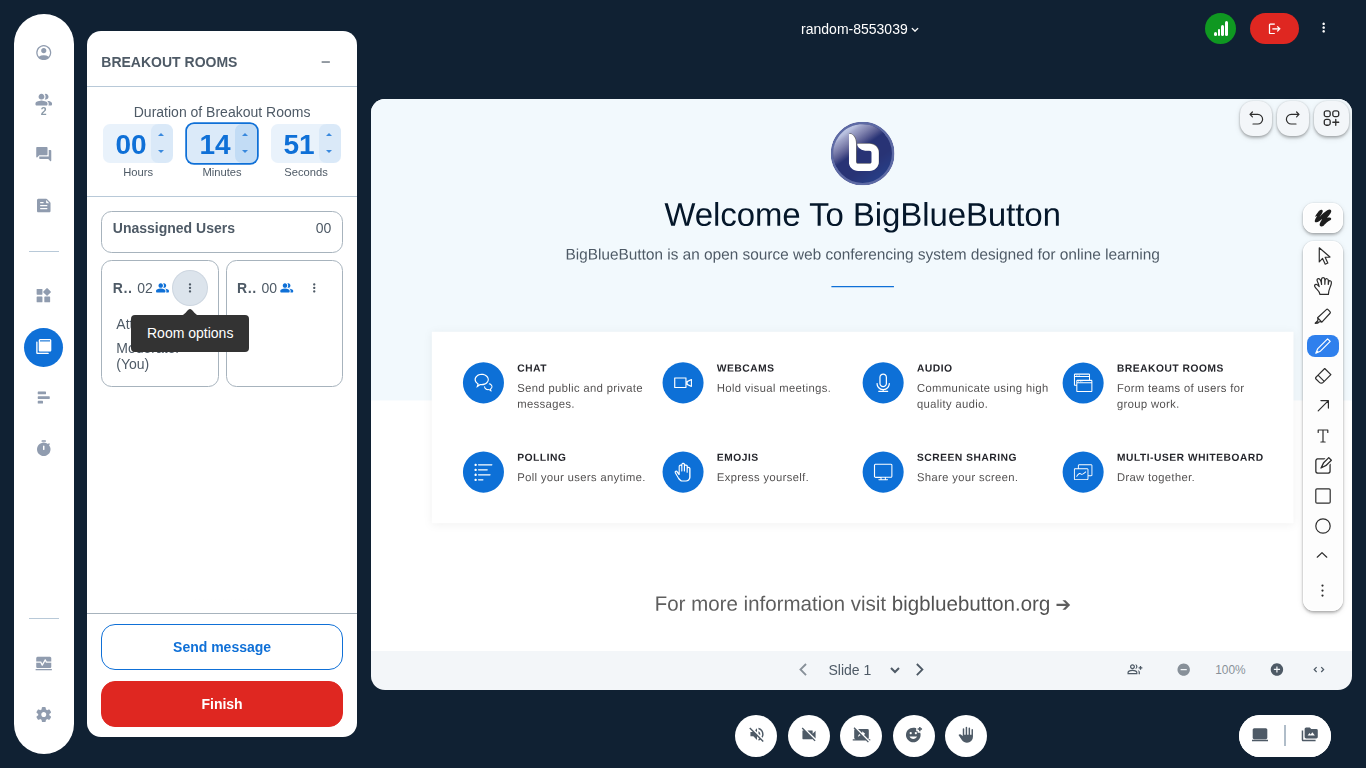 random-8553039
2
BREAKOUT ROOMS
Duration of Breakout Rooms
00 14 51
Hours Minutes Seconds
Unassigned Users 00
R.. 02 R.. 00
Room options
(You)
Welcome To BigBlueButton
BigBlueButton is an open source web conferencing system designed for online learning
CHAT
Send public and private
messages.
WEBCAMS
Hold visual meetings.
AUDIO
Communicate using high
quality audio.
BREAKOUT ROOMS
Form teams of users for
group work.
POLLING
Poll your users anytime.
EMOJIS
Express yourself.
SCREEN SHARING
Share your screen.
MULTI-USER WHITEBOARD
Draw together.
For more information visit bigbluebutton.org ➔
Slide 1
100%
Send message
Finish